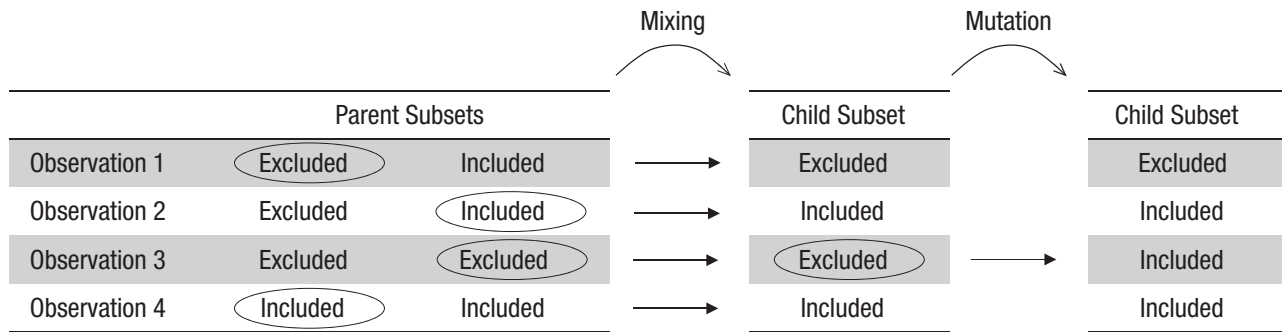 Mixing Mutation
Parent Subsets Child Subset Child Subset
Observation 1 Excluded Included Excluded Excluded
Observation 2 Excluded Included Included Included
Observation 3 Excluded Excluded Excluded Included
Observation 4 Included Included Included Included